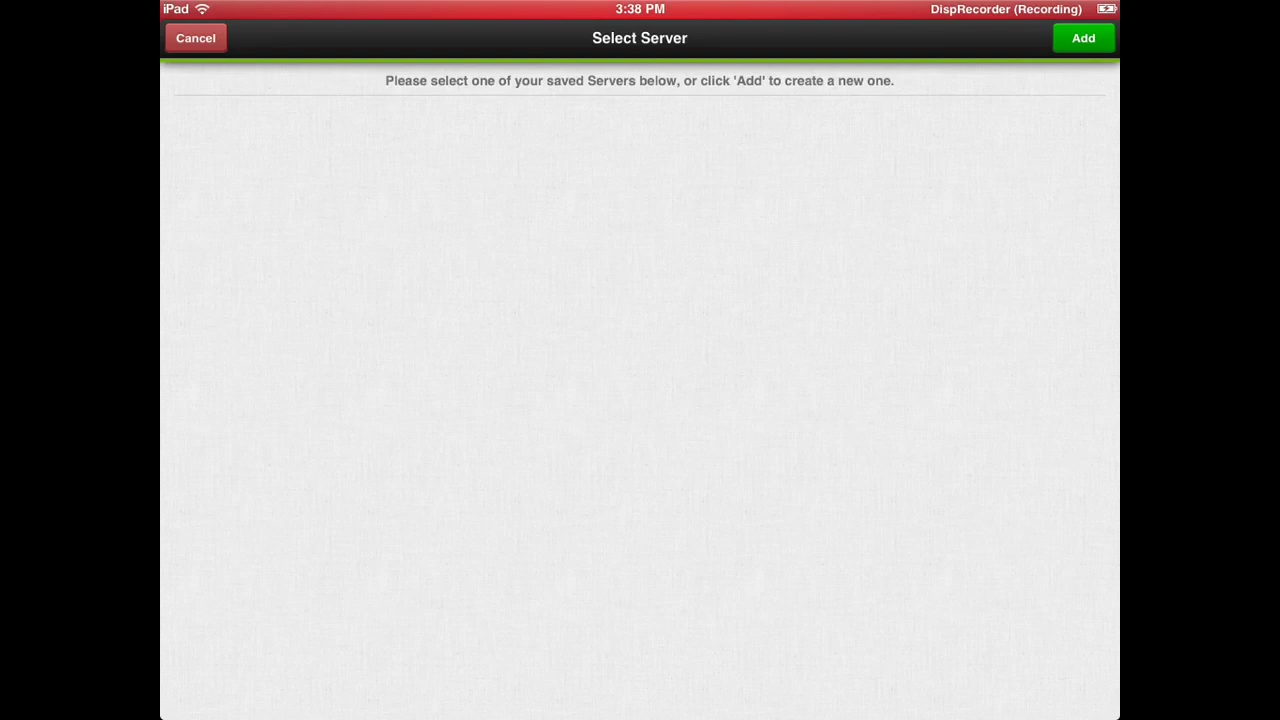 iPad 3:38 PM DispRecorder (Recording)
Cancel Select Server Add
Please select one of your saved Servers below, or click 'Add' to create a new one.